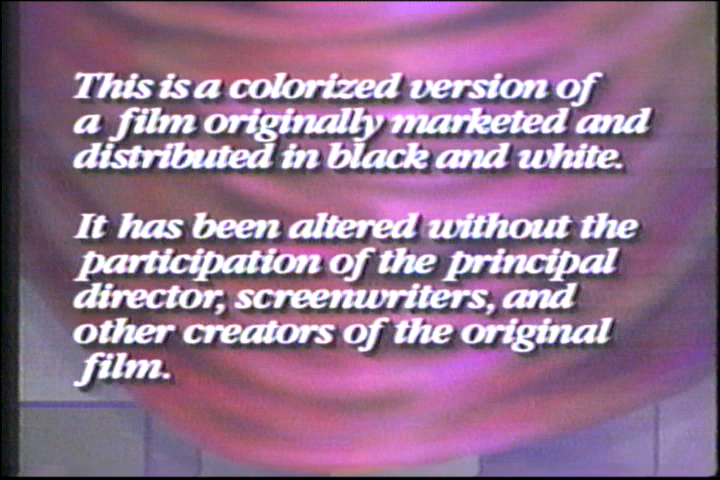 This is a colorized version of
a film originally marketed and
distributed in black and white.
It has been altered without the
participation of the principal
director, screenwriters, and
other creators of the original
film.